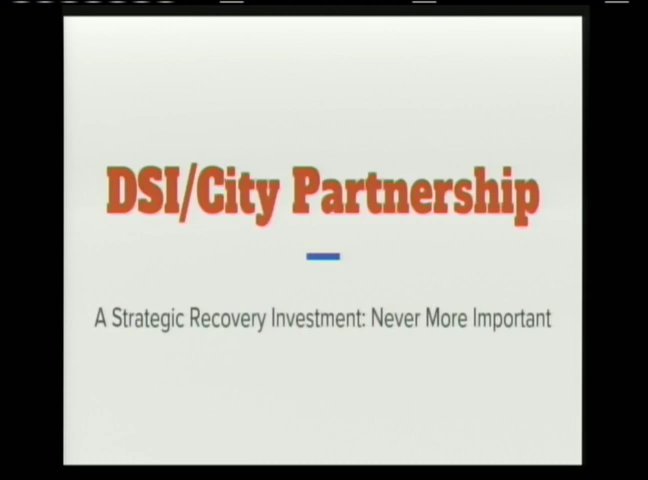 DSI/City Partnership
A Strategic Recovery Investment: Never More Important